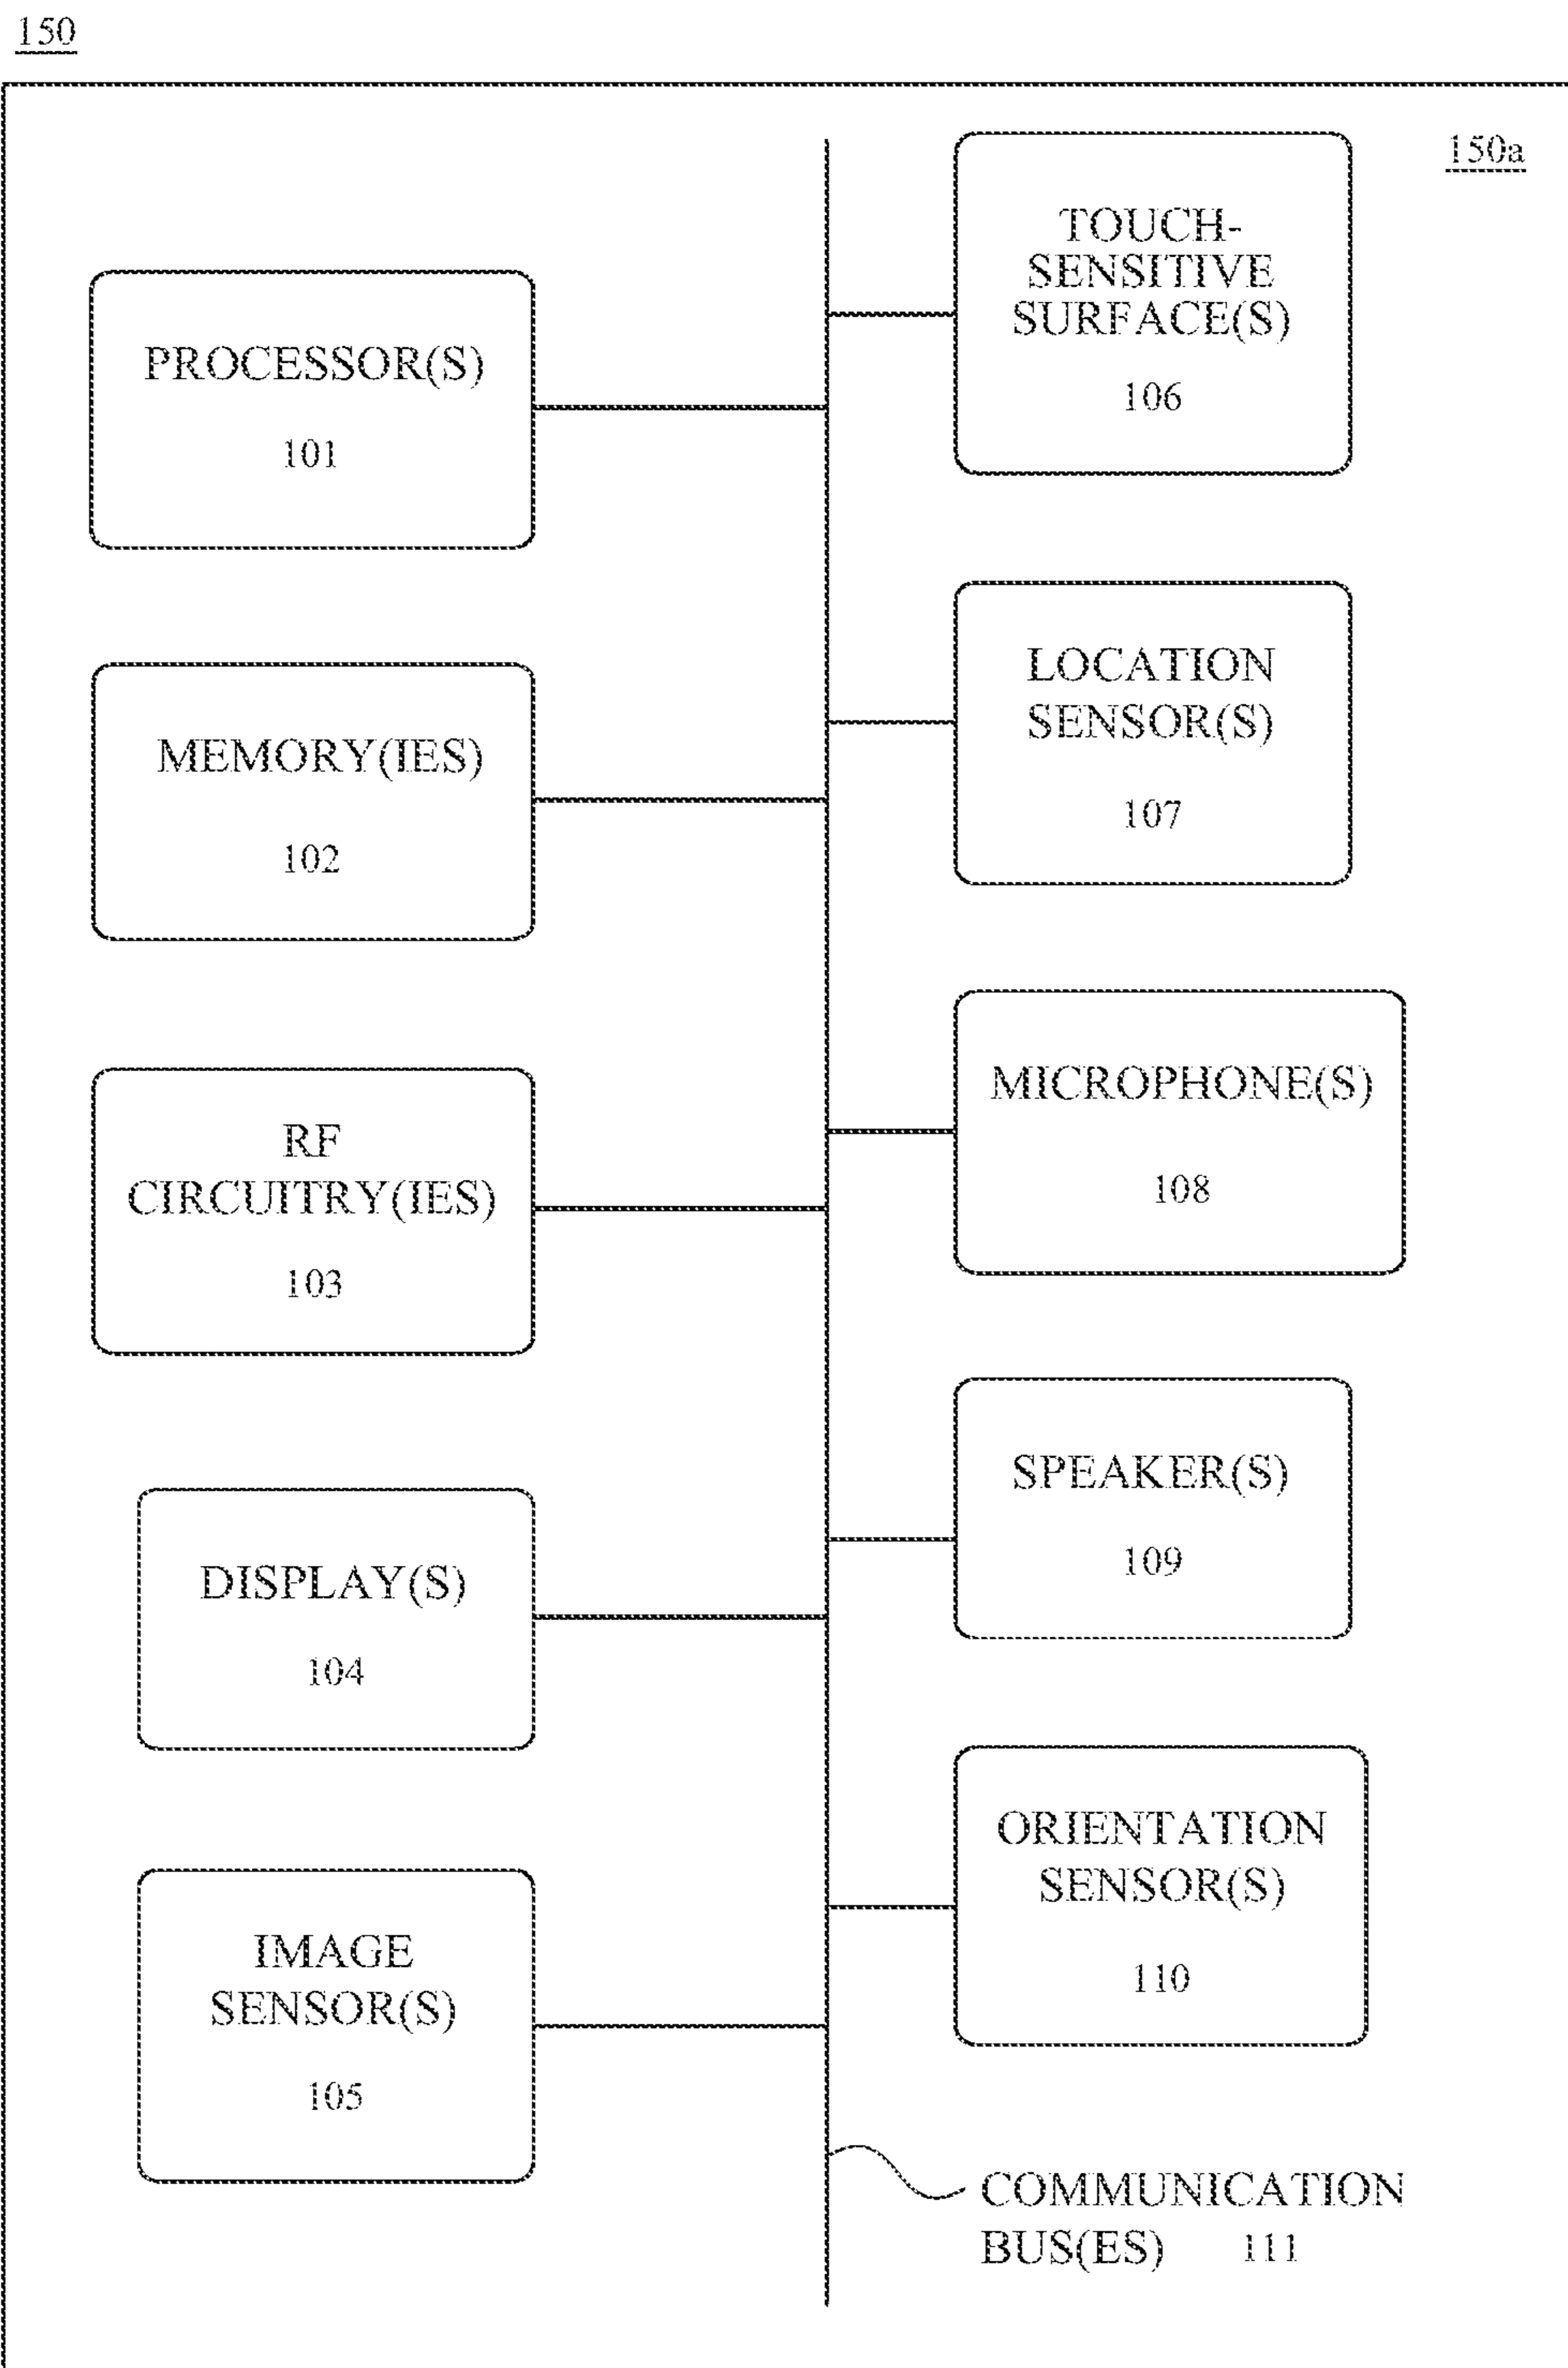 150
150a
PROCESSOR(S)
101
MEMORY(IES)
102
RF
CIRCUITRY(IES)
103
DISPLAY(S)
104
IMAGE
SENSOR(S)
105
TOUCH-
SENSITIVE
SURFACE(S)
106
LOCATION
SENSOR(S)
107
MICROPHONE(S)
108
SPEAKER(S)
109
ORIENTATION
SENSOR(S)
110
COMMUNICATION
BUS(ES) 111